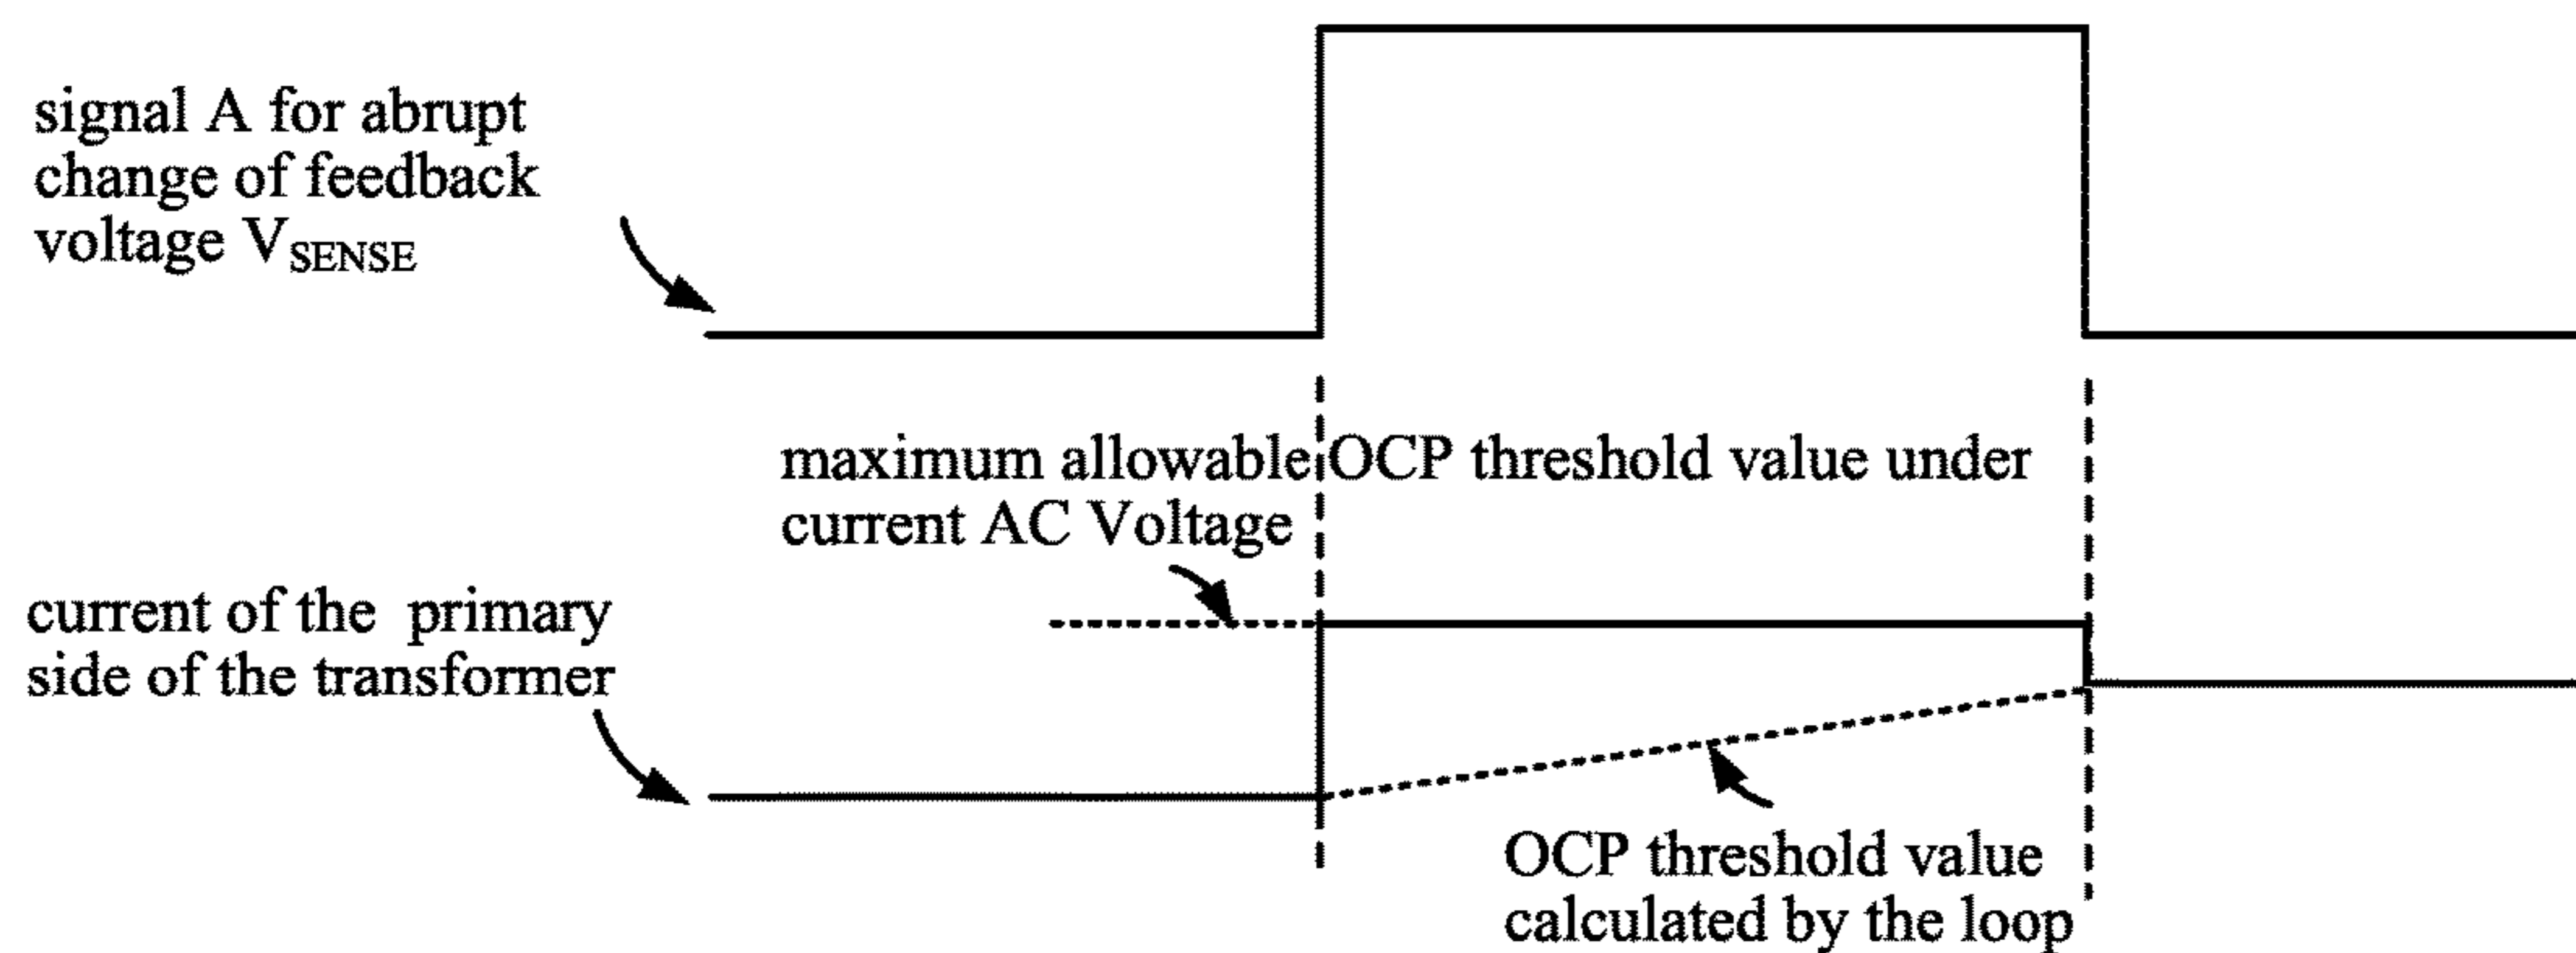 signal A for abrupt
change of feedback
voltage VSENSE
maximum allowable OCP threshold value under
current AC Voltage
current of the primary
side of the transformer
OCP threshold value
calculated by the loop